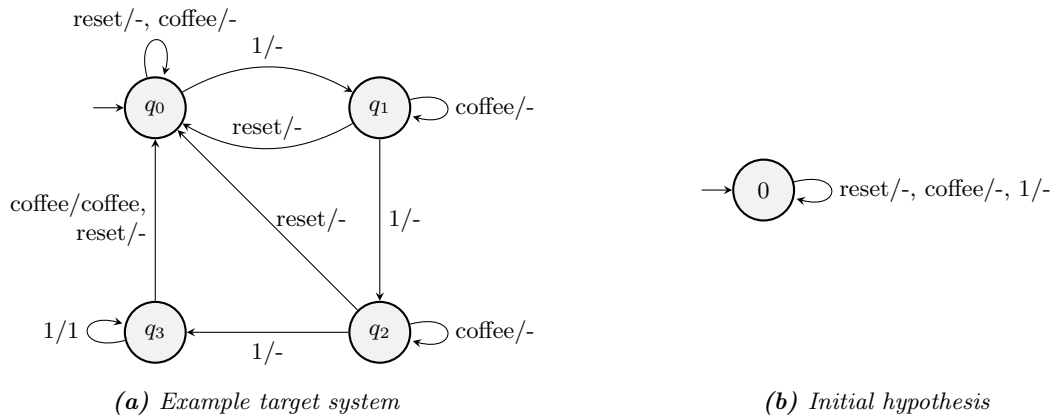 reset/-, coffee/-
1/-
q0
q1
coffee/-
reset/-
0
reset/-, coffee/-, 1/-
coffee/coffee,
reset/-
reset/-
1/-
1/1
q3
q2
coffee/-
1/-
(a) Example target system
(b) Initial hypothesis